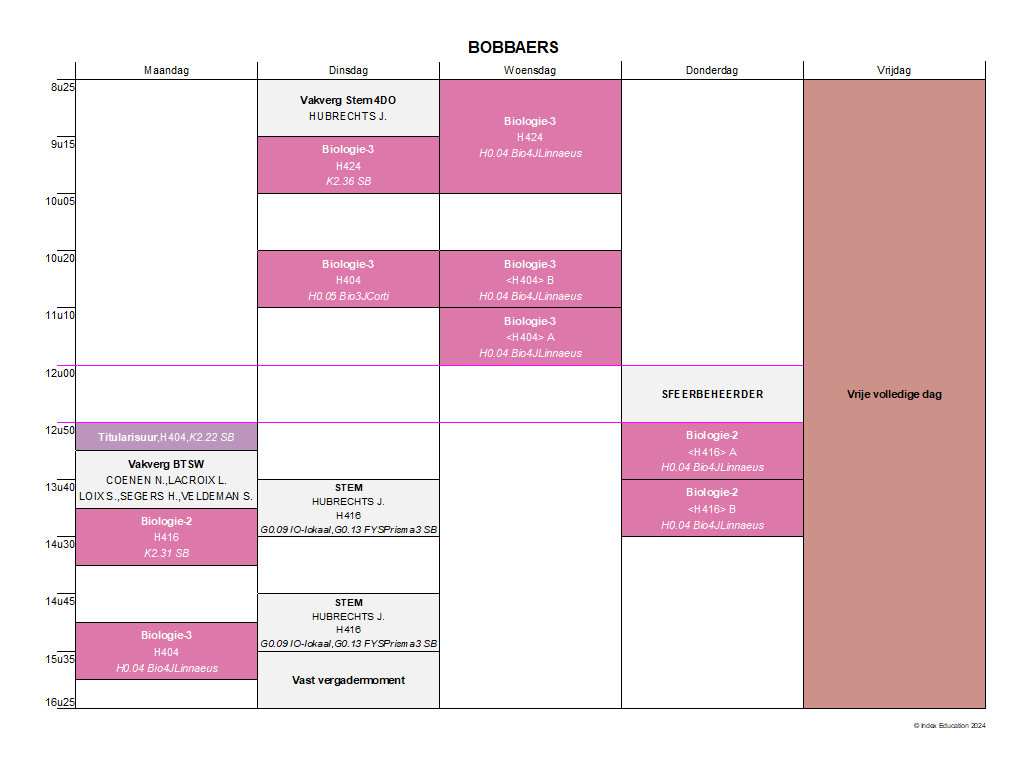 BOBBAERS
Maandag
Dinsdag
Woensdag
Donderdag
Vrijdag
8u25
9u15
10u05
10u20
11u10
12u00
12u50
13u40
14u30
14u45
15u35
16u25
Titularisuur,H404,K2.22 SB
Vakverg BTSW
COENEN N.,LACROIX L.
LOIX S.,SEGERS H.,VELDEMAN S.
Biologie-2
H416
K2.31 SB
Biologie-3
H404
H0.04 Bio4JLinnaeus
Vakverg Stem4DO
HUBRECHTS J.
Biologie-3
H424
K2.36 SB
Biologie-3
H404
H0.05 Bio3JCorti
STEM
HUBRECHTS J.
H416
G0.09 IO-lokaal,G0.13 FYSPrisma3 SB
STEM
HUBRECHTS J.
H416
G0.09 IO-lokaal,G0.13 FYSPrisma3 SB
Vast vergadermoment
Biologie-3
H424
H0.04 Bio4JLinnaeus
Biologie-3
<H404> B
H0.04 Bio4JLinnaeus
Biologie-3
<H404> A
H0.04 Bio4JLinnaeus
SFEERBEHEERDER
Biologie-2
<H416> A
H0.04 Bio4JLinnaeus
Biologie-2
<H416> B
H0.04 Bio4JLinnaeus
Vrije volledige dag
© Index Education 2024